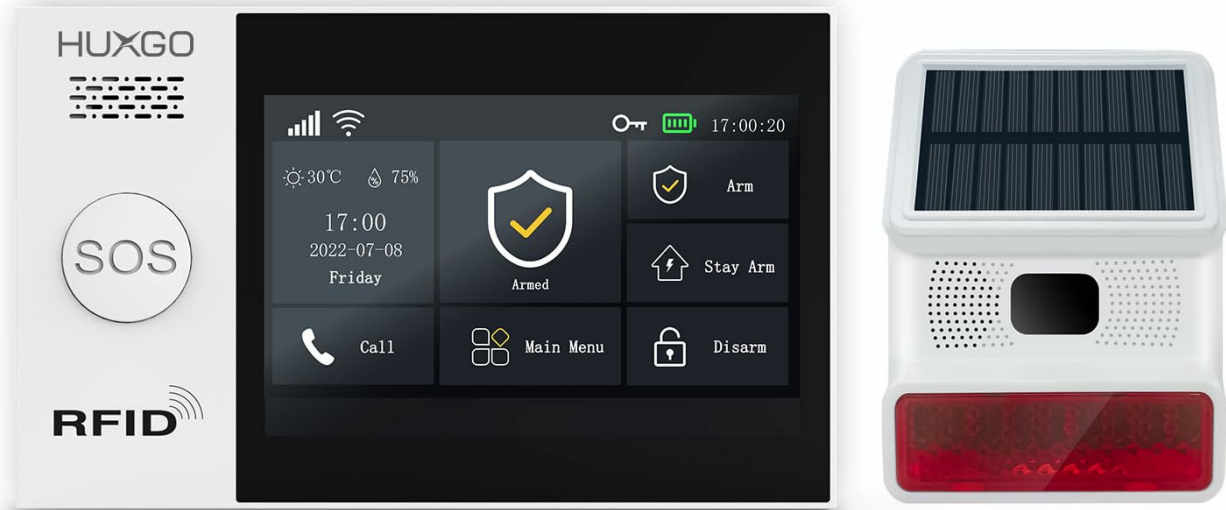 HUXGO
SOS
RFID
17:00:20
30℃ 75%
17:00
2022-07-08
Friday
Armed
Arm
Stay Arm
Disarm
Call
Main Menu